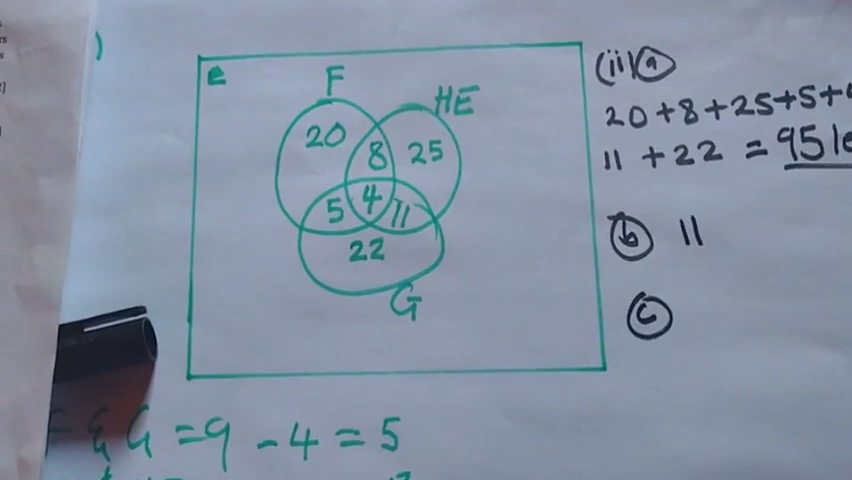 )
e
F
HE
20
8
25
5
4
11
22
G
(ii) a
20+8+25+5+
11 + 22 = 95
b 11
c
G = 9 - 4 = 5